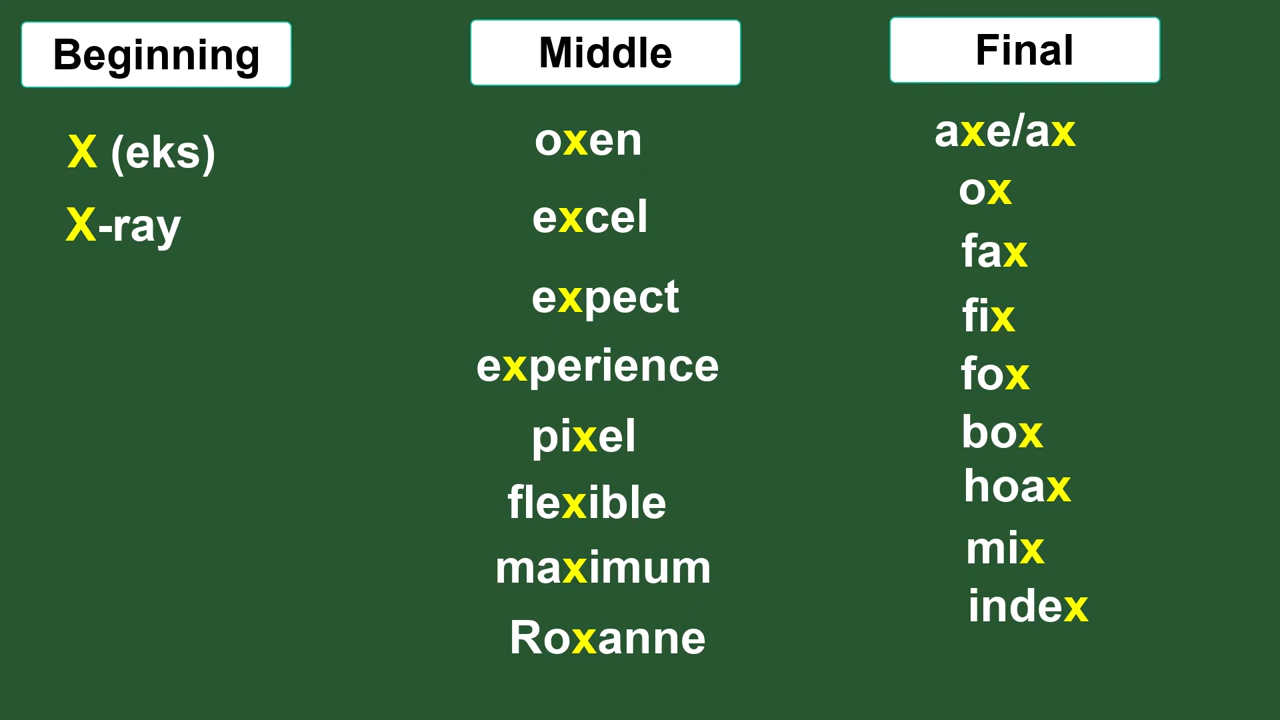 Beginning
X (eks)
X-ray
Middle
oxen
excel
expect
experience
pixel
flexible
maximum
Roxanne
Final
axe/ax
ox
fax
fix
fox
box
hoax
mix
index